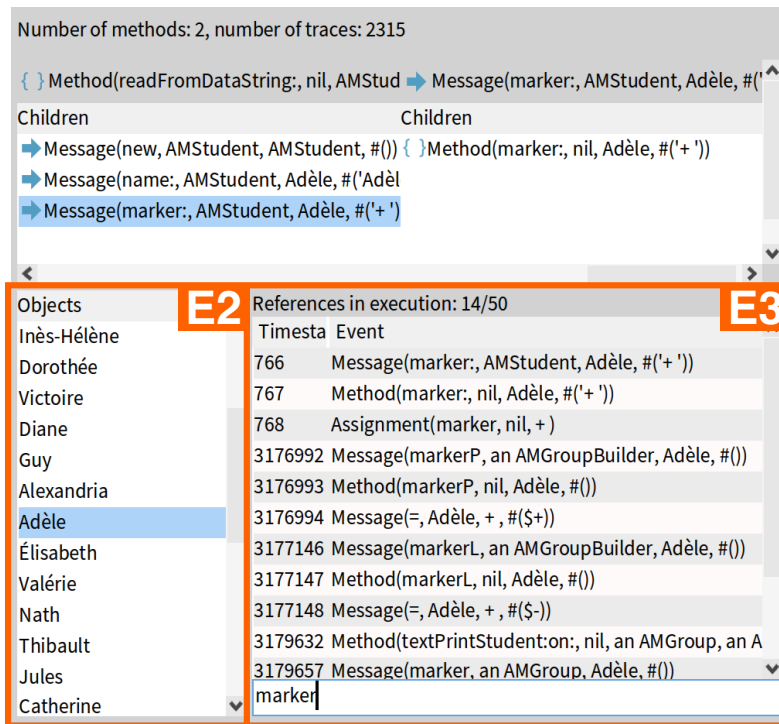 Number of methods: 2, number of traces: 2315
{ } Method(readFromDataString:, nil, AMStud Message(marker:, AMStudent, Adèle, #('
Children Children
Message(new, AMStudent, AMStudent, #()) { }Method(marker:, nil, Adèle, #('+ '))
Message(name:, AMStudent, Adèle, #('Adèl
Message(marker:, AMStudent, Adèle, #('+ ')
Objects E2
Inès-Hélène
Dorothée
Victoire
Diane
Guy
Alexandria
Adèle
Élisabeth
Valérie
Nath
Thibault
Jules
Catherine
References in execution: 14/50 E3
Timesta Event
766 Message(marker:, AMStudent, Adèle, #('+ '))
767 Method(marker:, nil, Adèle, #('+ '))
768 Assignment(marker, nil, + )
3176992 Message(markerP, an AMGroupBuilder, Adèle, #())
3176993 Method(markerP, nil, Adèle, #())
3176994 Message(=, Adèle, + , #($+))
3177146 Message(markerL, an AMGroupBuilder, Adèle, #())
3177147 Method(markerL, nil, Adèle, #())
3177148 Message(=, Adèle, + , #($-))
3179632 Method(textPrintStudent:on:, nil, an AMGroup, an A
3179657 Message(marker, an AMGroup, Adèle, #())
marker